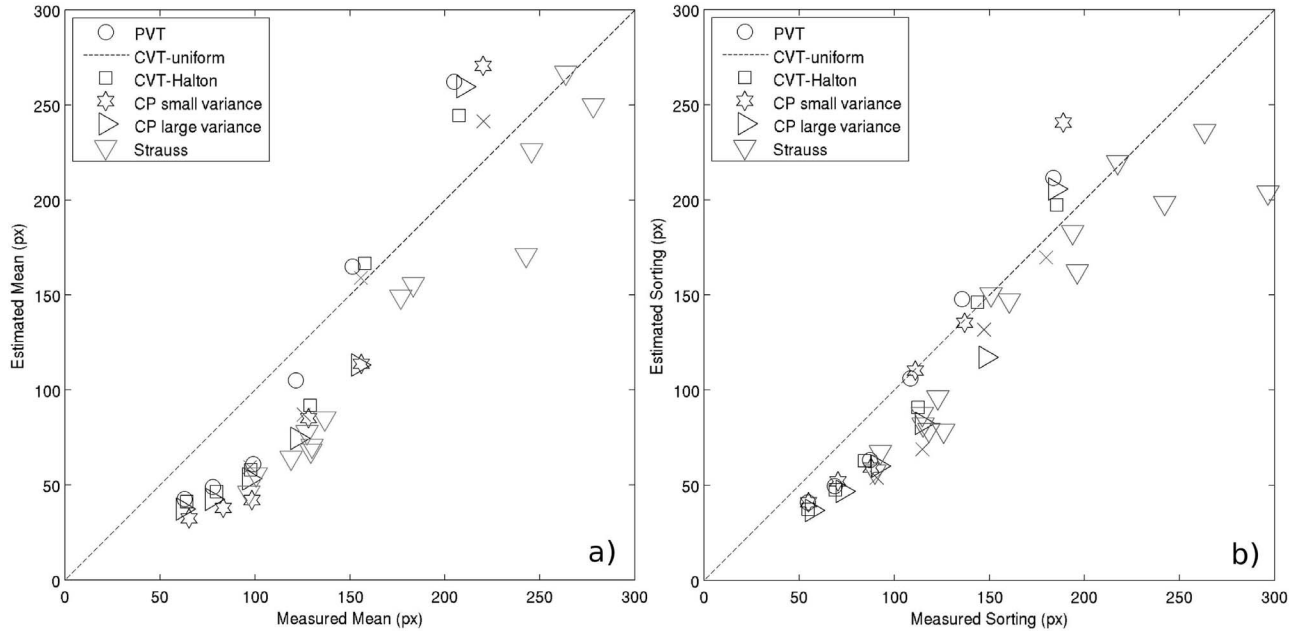 300
250
200
150
100
50
0
Estimated Mean (px)
PVT
CVT-uniform
CVT-Halton
CP small variance
CP large variance
Strauss
a)
0 50 100 150 200 250 300
Measured Mean (px)
300
250
200
150
100
50
0
Estimated Sorting (px)
PVT
CVT-uniform
CVT-Halton
CP small variance
CP large variance
Strauss
b)
0 50 100 150 200 250 300
Measured Sorting (px)